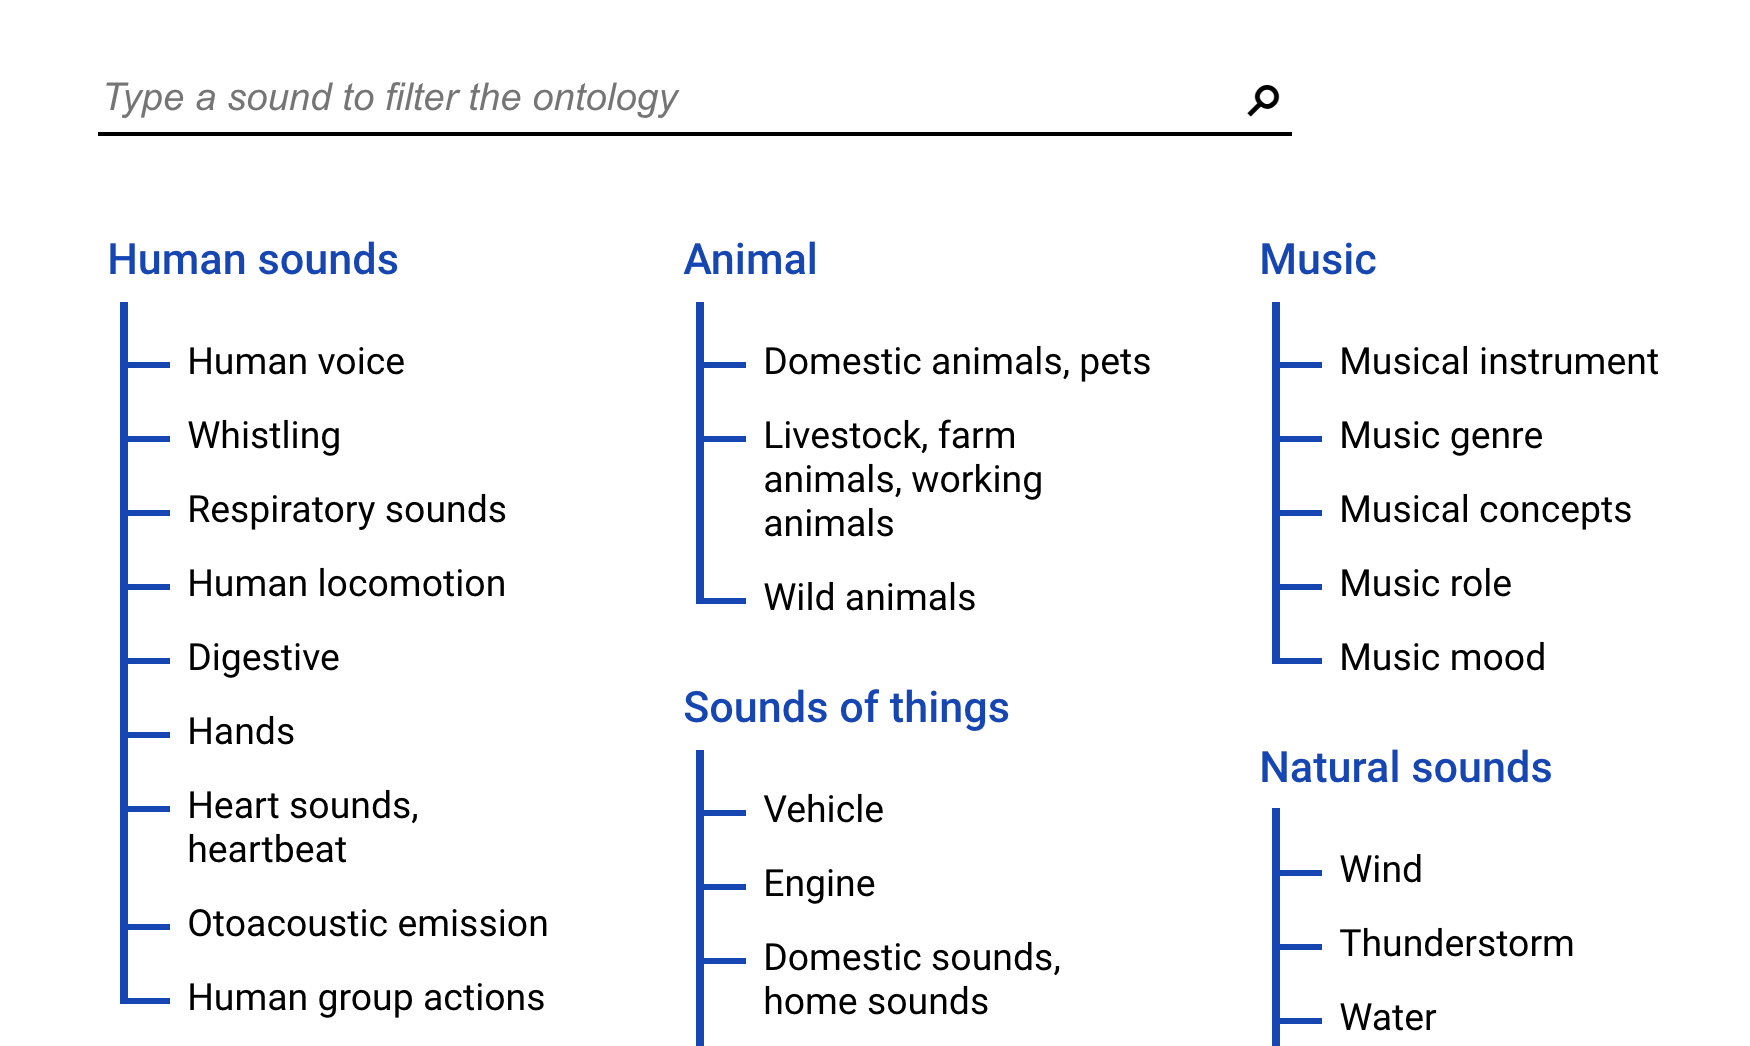 Type a sound to filter the ontology
Human sounds
Human voice
Whistling
Respiratory sounds
Human locomotion
Digestive
Hands
Heart sounds,
heartbeat
Otoacoustic emission
Human group actions
Animal
Domestic animals, pets
Livestock, farm
animals, working
animals
Wild animals
Sounds of things
Vehicle
Engine
Domestic sounds,
home sounds
Music
Musical instrument
Music genre
Musical concepts
Music role
Music mood
Natural sounds
Wind
Thunderstorm
Water